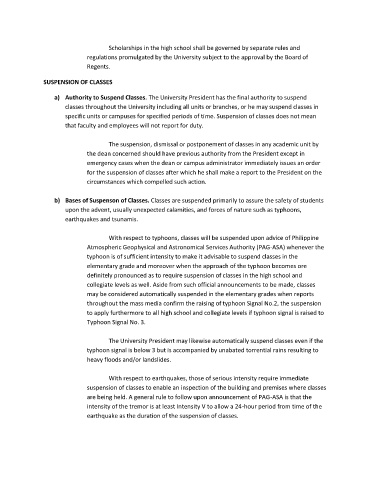 Scholarships in the high school shall be governed by separate rules and
regulations promulgated by the University subject to the approval by the Board of
Regents.
SUSPENSION OF CLASSES
a) Authority to Suspend Classes. The University President has the final authority to suspend
classes throughout the University including all units or branches, or he may suspend classes in
specific units or campuses for specified periods of time. Suspension of classes does not mean
that faculty and employees will not report for duty.
The suspension, dismissal or postponement of classes in any academic unit by
the dean concerned should have previous authority from the President except in
emergency cases when the dean or campus administrator immediately issues an order
for the suspension of classes after which he shall make a report to the President on the
circumstances which compelled such action.
b) Bases of Suspenson of Classes. Classes are suspended primarily to assure the safety of students
upon the advent, usually unexpected calamities, and forces of nature such as typhoons,
earthquakes and tsunamis.
With respect to typhoons, classes will be suspended upon advice of Philippine
Atmospheric Geophysical and Astronomical Services Authority (PAG-ASA) whenever the
typhoon is of sufficient intensity to make it advisable to suspend classes in the
elementary grade and moreover when the approach of the typhoon becomes ore
definitely pronounced as to require suspension of classes in the high school and
collegiate levels as well. Aside from such official announcements to be made, classes
may be considered automatically suspended in the elementary grades when reports
throughout the mass media confirm the raising of typhoon Signal No.2, the suspension
to apply furthermore to all high school and collegiate levels if typhoon signal is raised to
Typhoon Signal No. 3.
The University President may likewise automatically suspend classes even if the
typhoon signal is below 3 but is accompanied by unabated torrential rains resulting to
heavy floods and/or landslides.
With respect to earthquakes, those of serious intensity require immediate
suspension of classes to enable an inspection of the building and premises where classes
are being held. A general rule to follow upon announcement of PAG-ASA is that the
intensity of the tremor is at least Intensity V to allow a 24-hour period from time of the
earthquake as the duration of the suspension of classes.